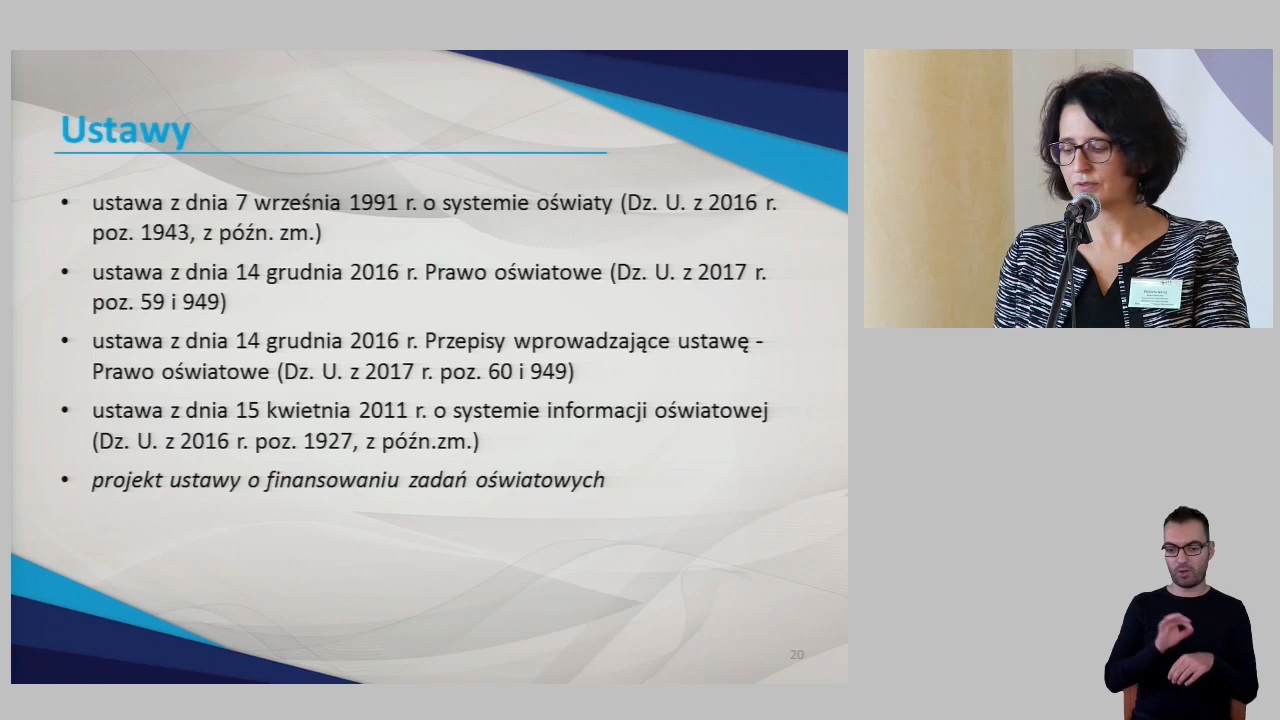 Ustawy
• ustawa z dnia 7 września 1991 r. o systemie oświaty (Dz. U. z 2016 r.
poz. 1943, z późn. zm.)
• ustawa z dnia 14 grudnia 2016 r. Prawo oświatowe (Dz. U. z 2017 r.
poz. 59 i 949)
• ustawa z dnia 14 grudnia 2016 r. Przepisy wprowadzające ustawę -
Prawo oświatowe (Dz. U. z 2017 r. poz. 60 i 949)
• ustawa z dnia 15 kwietnia 2011 r. o systemie informacji oświatowej
(Dz. U. z 2016 r. poz. 1927, z późn.zm.)
• projekt ustawy o finansowaniu zadań oświatowych
20